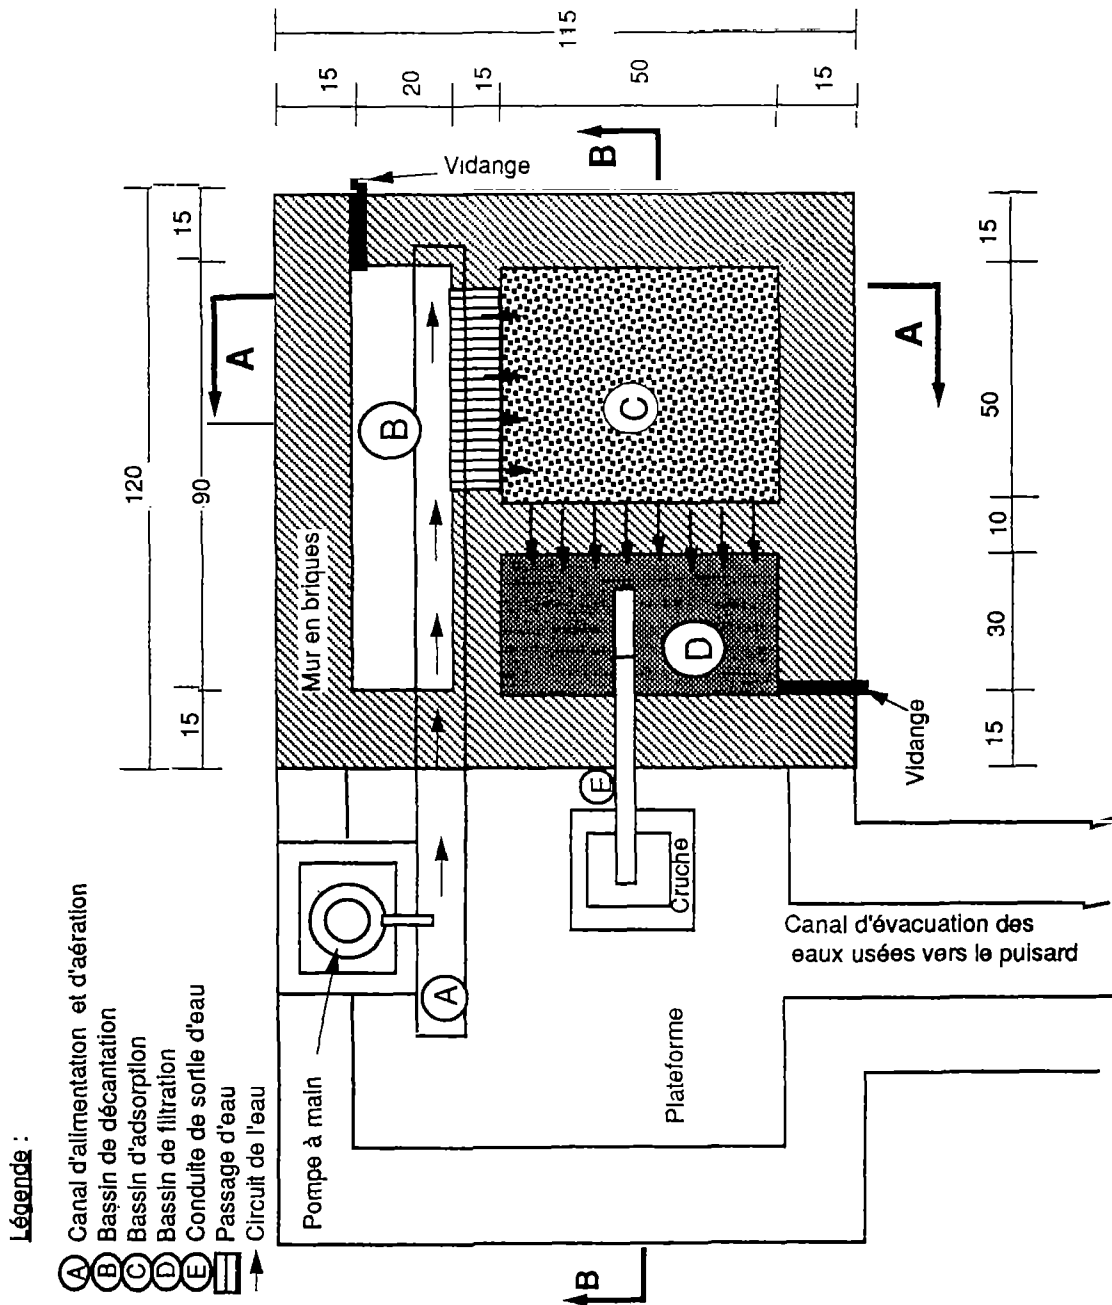 Légende :
A Canal d'alimentation et d'aération
B Bassin de décantation
C Bassin d'adsorption
D Bassin de filtration
E Conduite de sortie d'eau
Passage d'eau
Circuit de l'eau
Pompe à main
A
Plateforme
Canal d'évacuation des
eaux usées vers le puisard
Cruche
E
Vidange
Mur en briques
B
C
D
Vidange
A
A
B
B
120
15
90
15
115
15
20
15
50
15
15
50
10
30
15